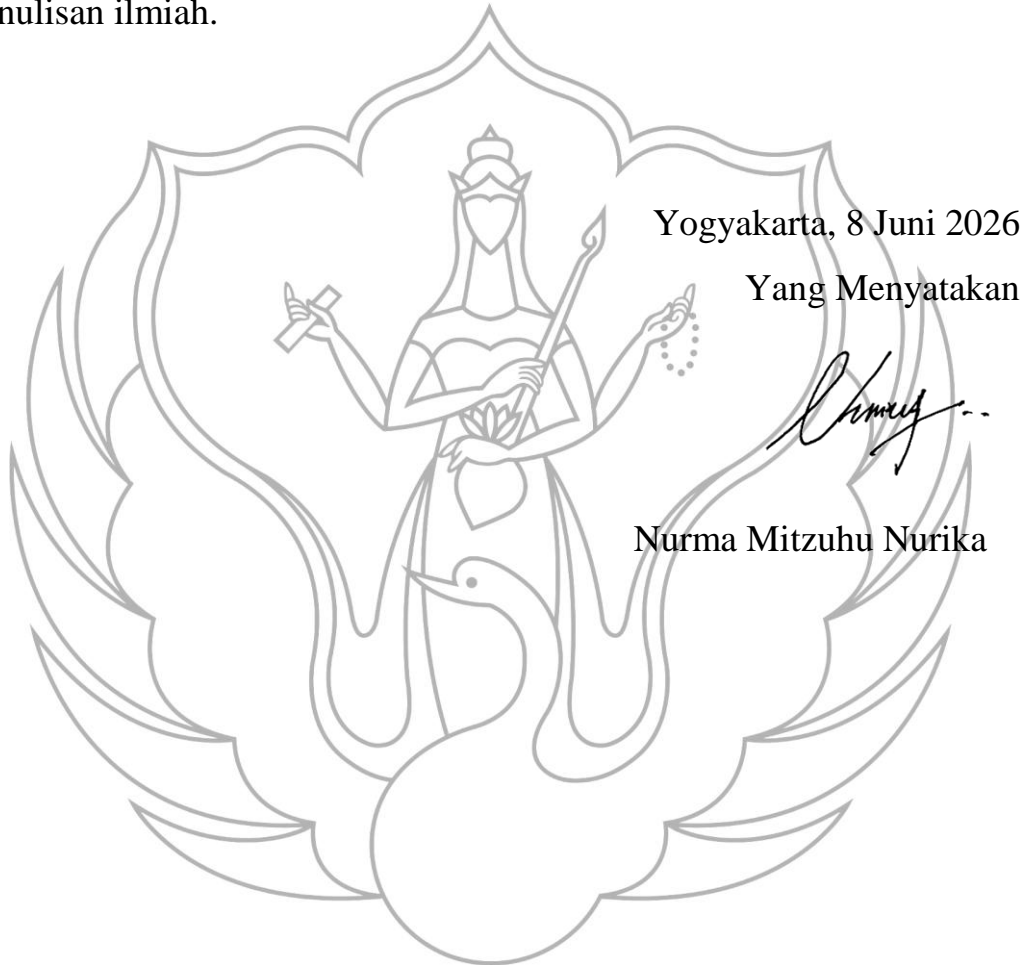 nulisan ilmiah.
Yogyakarta, 8 Juni 2026
Yang Menyatakan
Nurma Mitzuhu Nurika